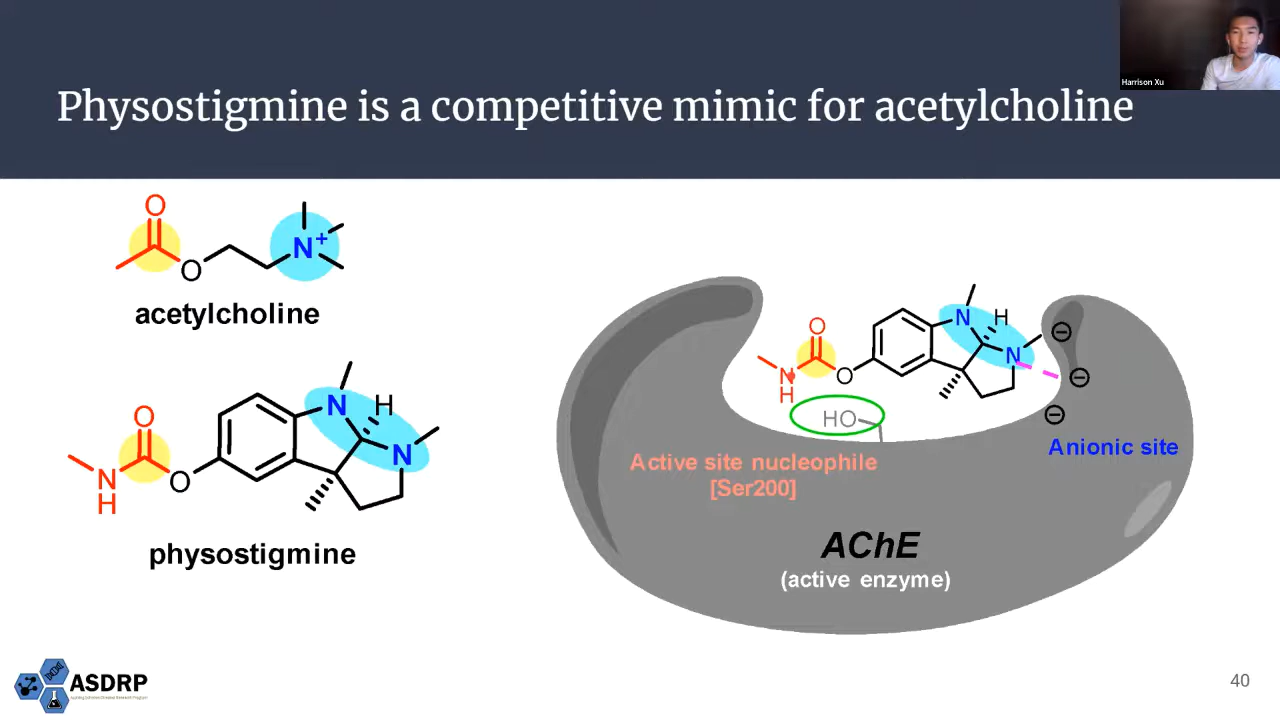 Harrison Xu
Physostigmine is a competitive mimic for acetylcholine
O
O
N+
acetylcholine
O
N
H
O
N
H
N
physostigmine
O
N
H
O
N
H
N
HO
Active site nucleophile
[Ser200]
Anionic site
AChE
(active enzyme)
ASDRP
40